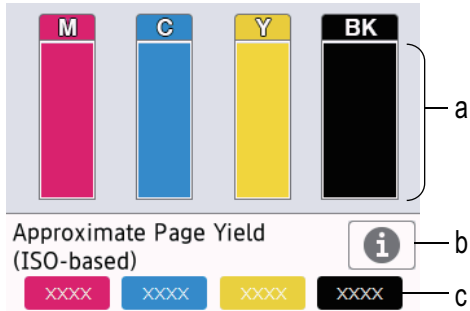 M C Y BK
a
Approximate Page Yield
(ISO-based)
i
b
XXXX XXXX XXXX XXXX
c